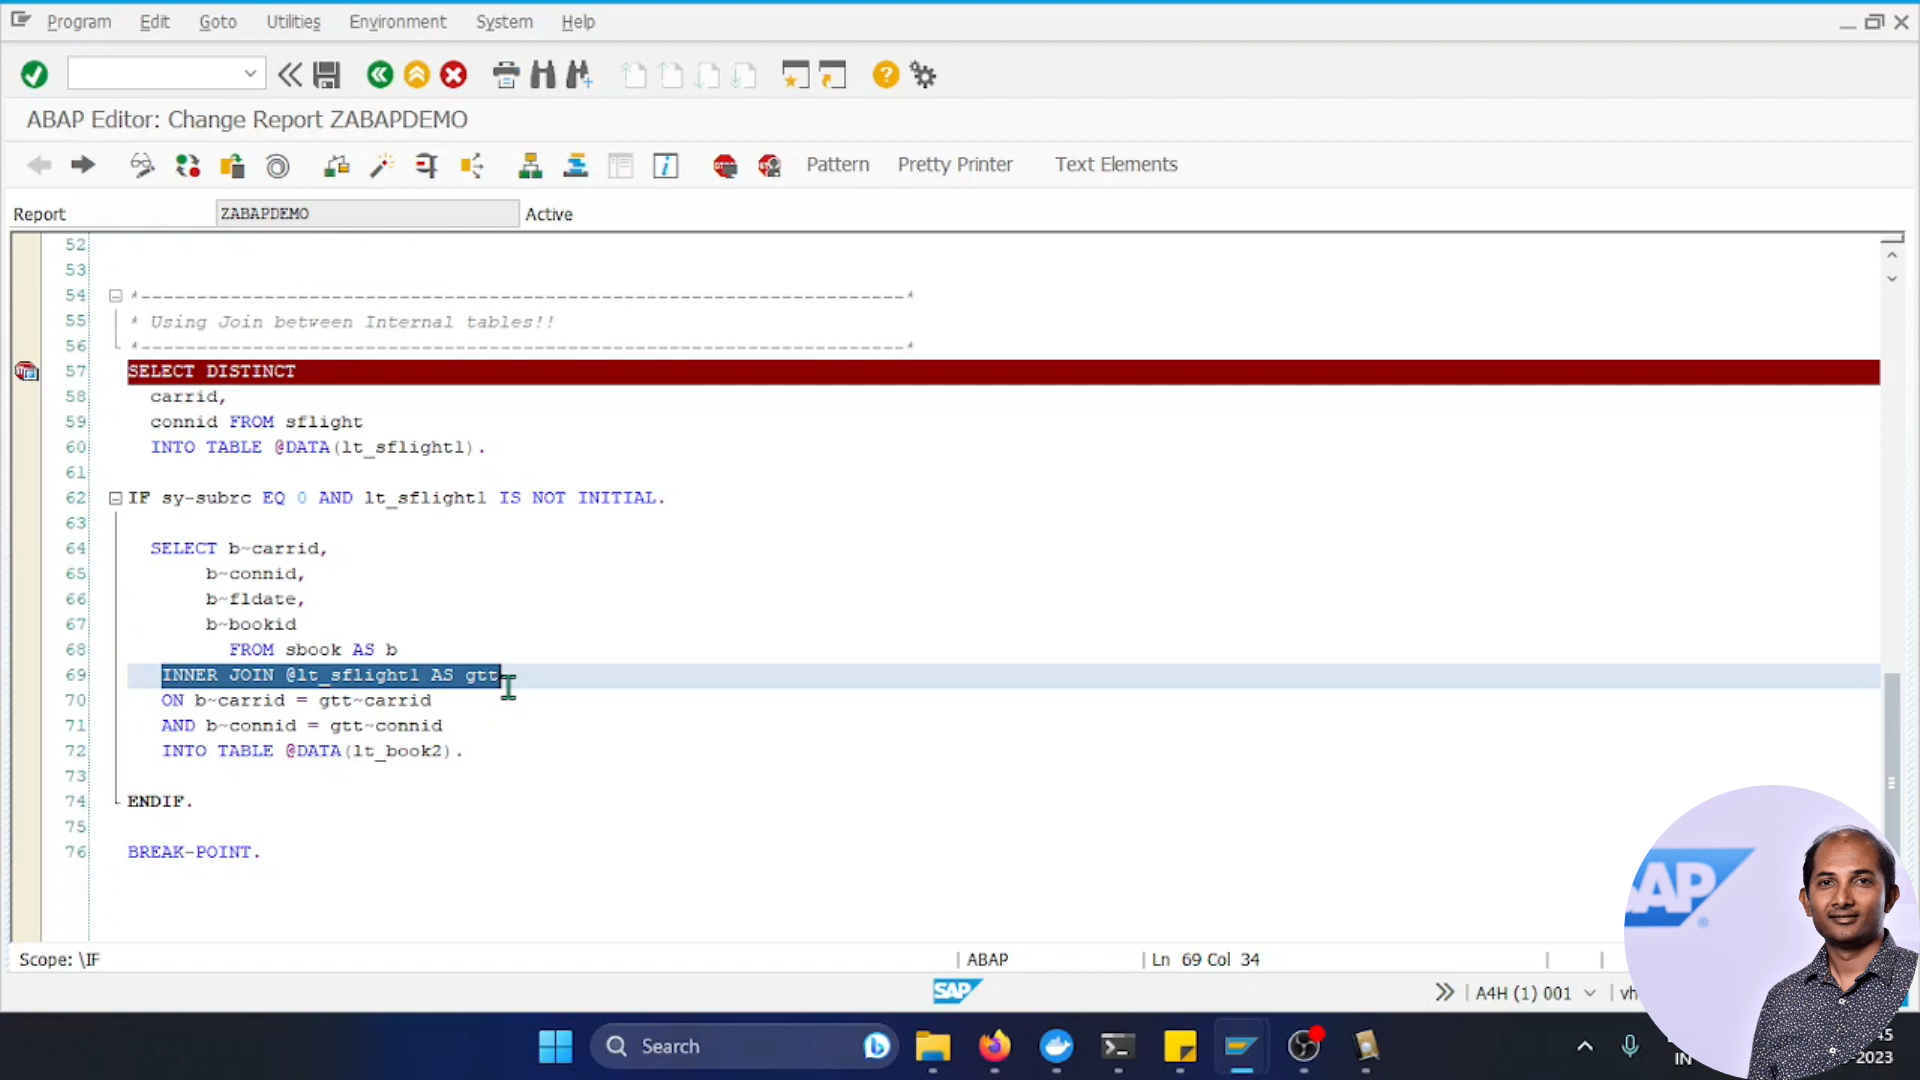 Program Edit Goto Utilities Environment System Help
ABAP Editor: Change Report ZABAPDEMO
Pattern Pretty Printer Text Elements
Report ZABAPDEMO Active
52
53
54 *--------------------------------------------------------------------*
55 * Using Join between Internal tables!!
56 *--------------------------------------------------------------------*
57 SELECT DISTINCT
58 carrid,
59 connid FROM sflight
60 INTO TABLE @DATA(lt_sflight1).
61
62 IF sy-subrc EQ 0 AND lt_sflight1 IS NOT INITIAL.
63
64 SELECT b~carrid,
65 b~connid,
66 b~fldate,
67 b~bookid
68 FROM sbook AS b
69 INNER JOIN @lt_sflight1 AS gtt
70 ON b~carrid = gtt~carrid
71 AND b~connid = gtt~connid
72 INTO TABLE @DATA(lt_book2).
73
74 ENDIF.
75
76 BREAK-POINT.
Scope: \IF ABAP Ln 69 Col 34
SAP A4H (1) 001 vh
Search
45
IN -2023
AP